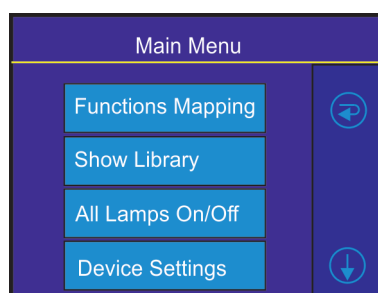 Main Menu
Functions Mapping
Show Library
All Lamps On/Off
Device Settings